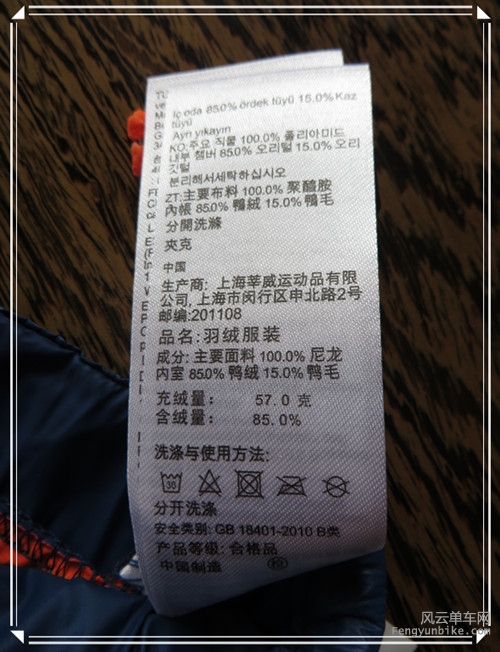 İç oda 85.0% ördek tüyü 15.0% Kaz
tüyü
Ayrı yıkayın
KO:주요 직물 100.0% 폴리아미드
내부 챔버 85.0% 오리털 15.0% 오리
깃털
분리해서세탁하십시오
ZT:主要布料 100.0% 聚醯胺
內帳 85.0% 鴨絨 15.0% 鴨毛
分開洗滌
夾克
中国
生产商: 上海莘威运动品有限
公司, 上海市闵行区申北路2号
邮编:201108
品名: 羽绒服装
成分: 主要面料 100.0% 尼龙
内室 85.0% 鸭绒 15.0% 鸭毛
充绒量: 57.0 克
含绒量: 85.0%
洗涤与使用方法:
30
分开洗涤
安全类别: GB 18401-2010 B类
产品等级: 合格品
中国制造 检
风云单车网
Fengyunbike.com